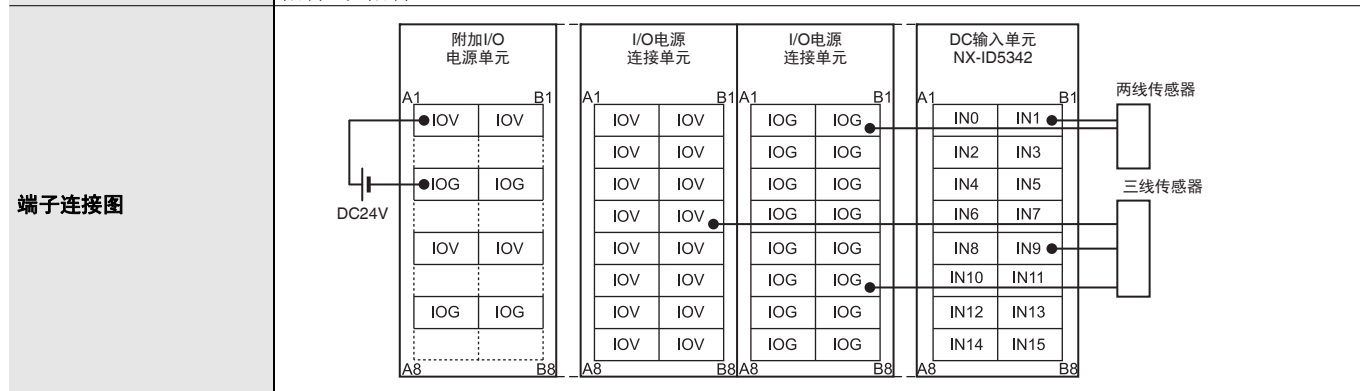 端子连接图
附加I/O
电源单元
I/O电源
连接单元
I/O电源
连接单元
DC输入单元
NX-ID5342
A1 B1 A1 B1 A1 B1 A1 B1
两线传感器
IOV IOV IOV IOV IOG IOG IN0 IN1
IOV IOV IOG IOG IN2 IN3
IOG IOG IOV IOV IOG IOG IN4 IN5
三线传感器
DC24V
IOV IOV IOG IOG IN6 IN7
IOV IOV IOV IOV IOG IOG IN8 IN9
IOV IOV IOG IOG IN10 IN11
IOG IOG IOV IOV IOG IOG IN12 IN13
IOV IOV IOG IOG IN14 IN15
A8 B8 A8 B8 A8 B8 A8 B8